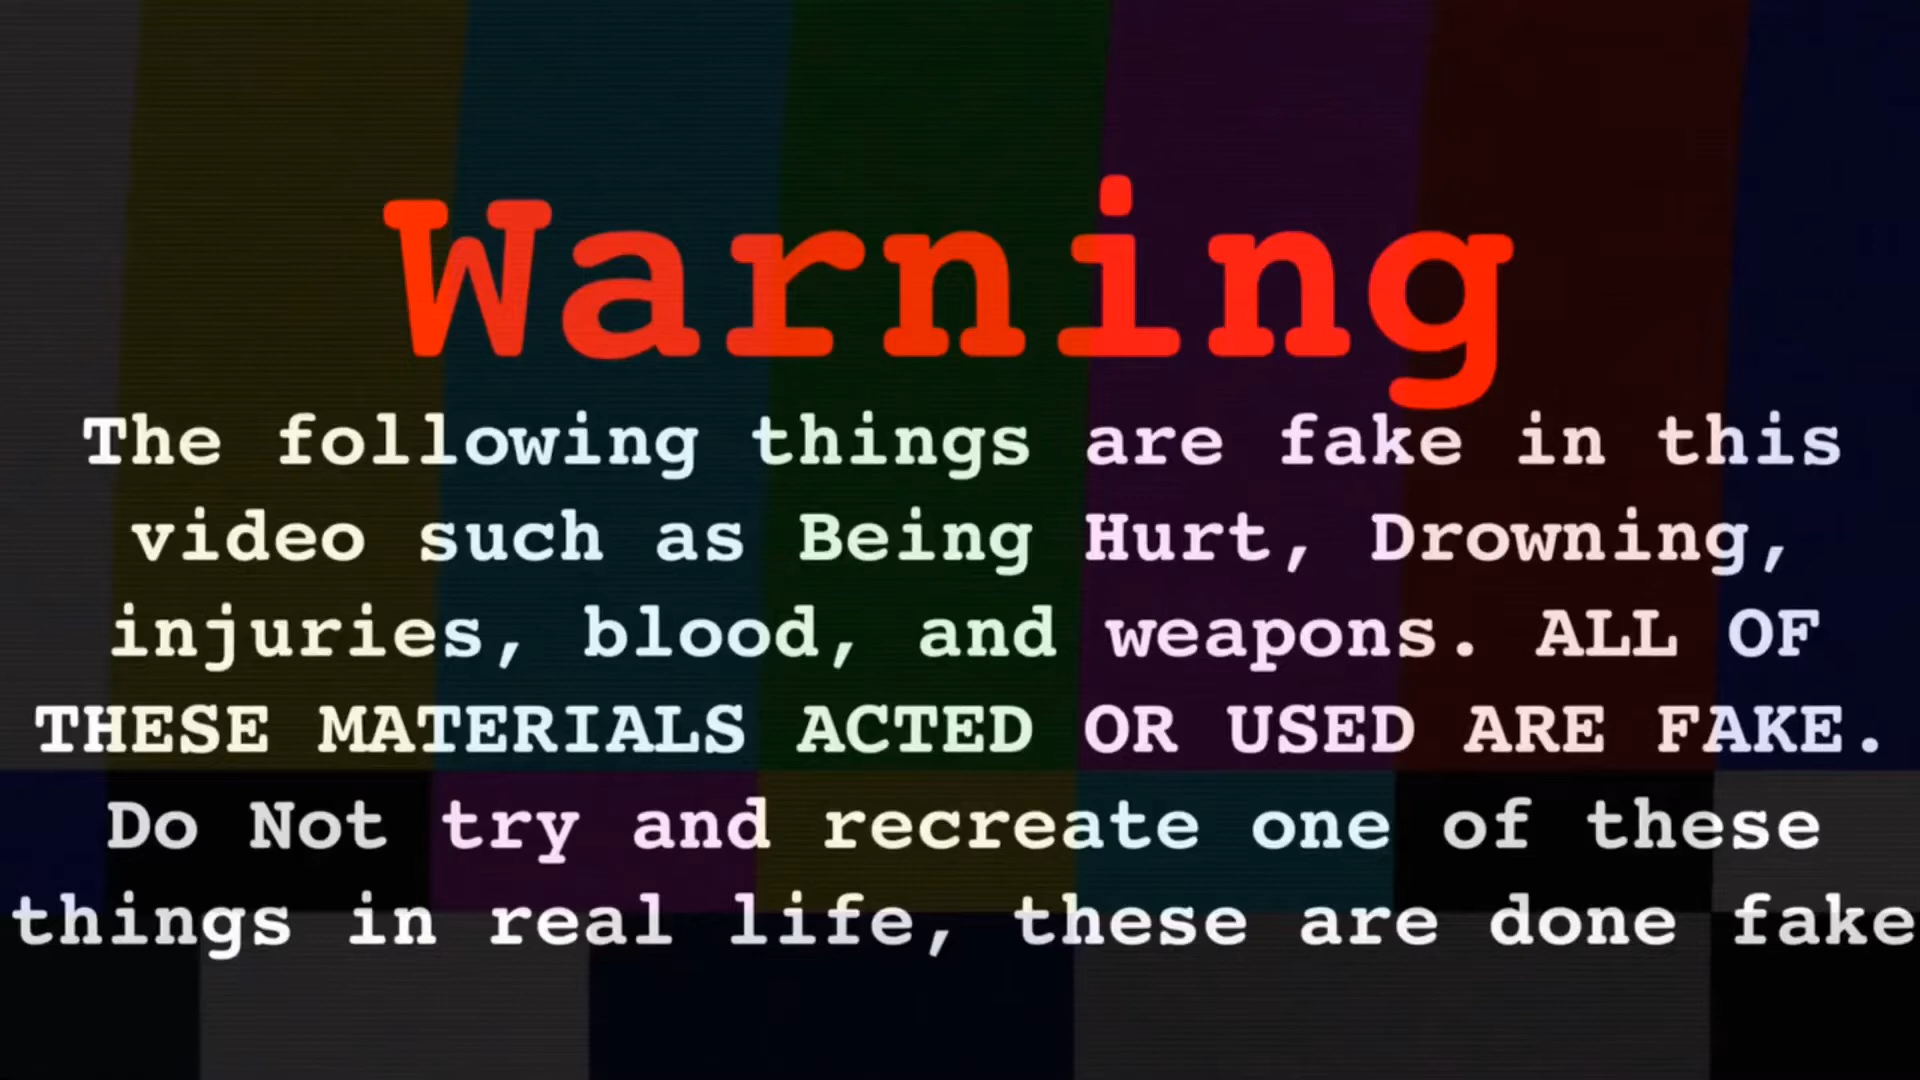 Warning
The following things are fake in this
video such as Being Hurt, Drowning,
injuries, blood, and weapons. ALL OF
THESE MATERIALS ACTED OR USED ARE FAKE.
Do Not try and recreate one of these
things in real life, these are done fake